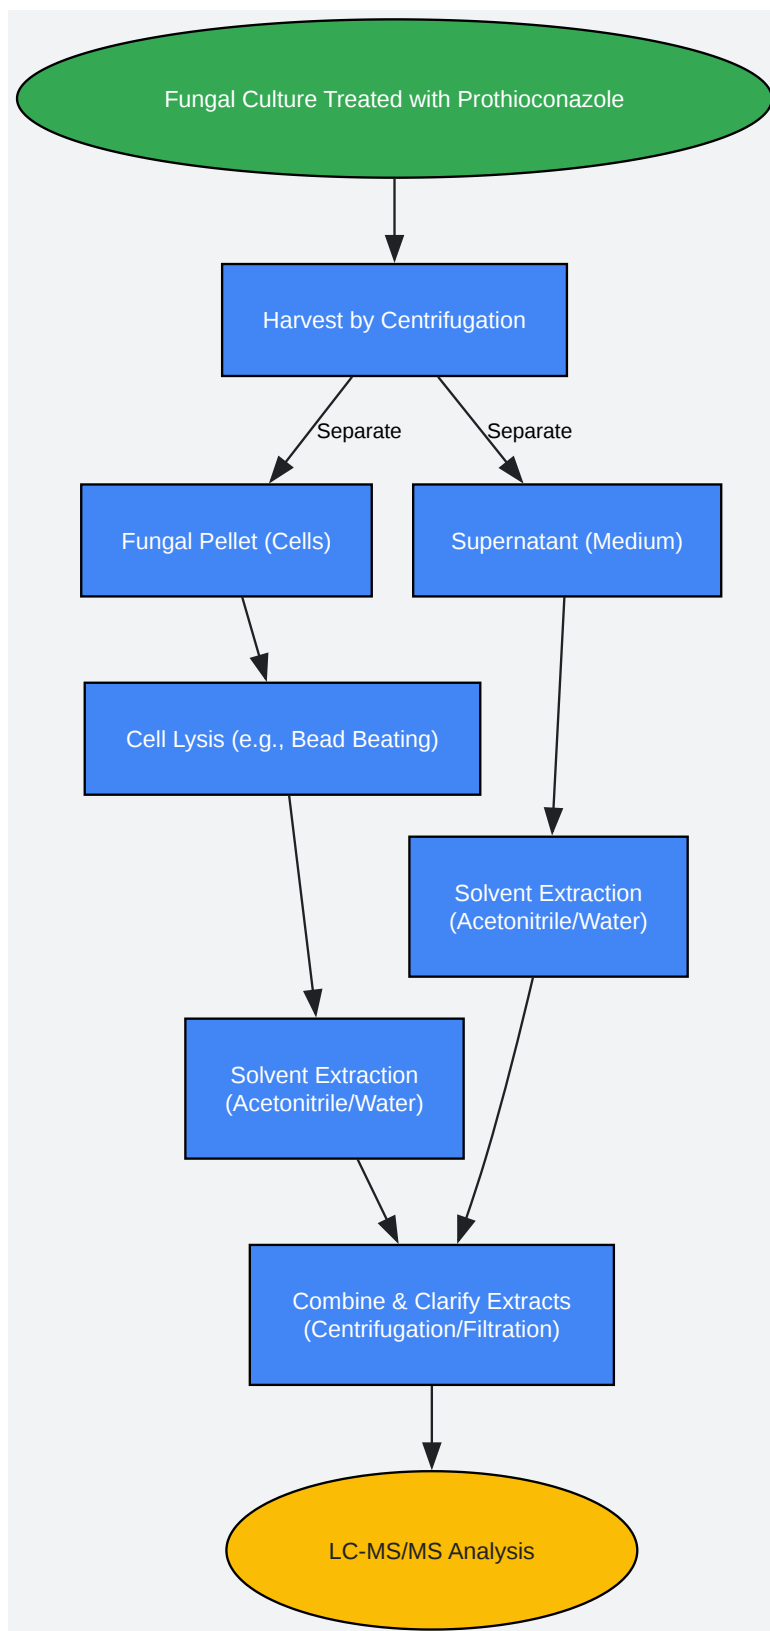 Fungal Culture Treated with Prothioconazole
Harvest by Centrifugation
Separate
Separate
Fungal Pellet (Cells)
Supernatant (Medium)
Cell Lysis (e.g., Bead Beating)
Solvent Extraction
(Acetonitrile/Water)
Solvent Extraction
(Acetonitrile/Water)
Combine & Clarify Extracts
(Centrifugation/Filtration)
LC-MS/MS Analysis